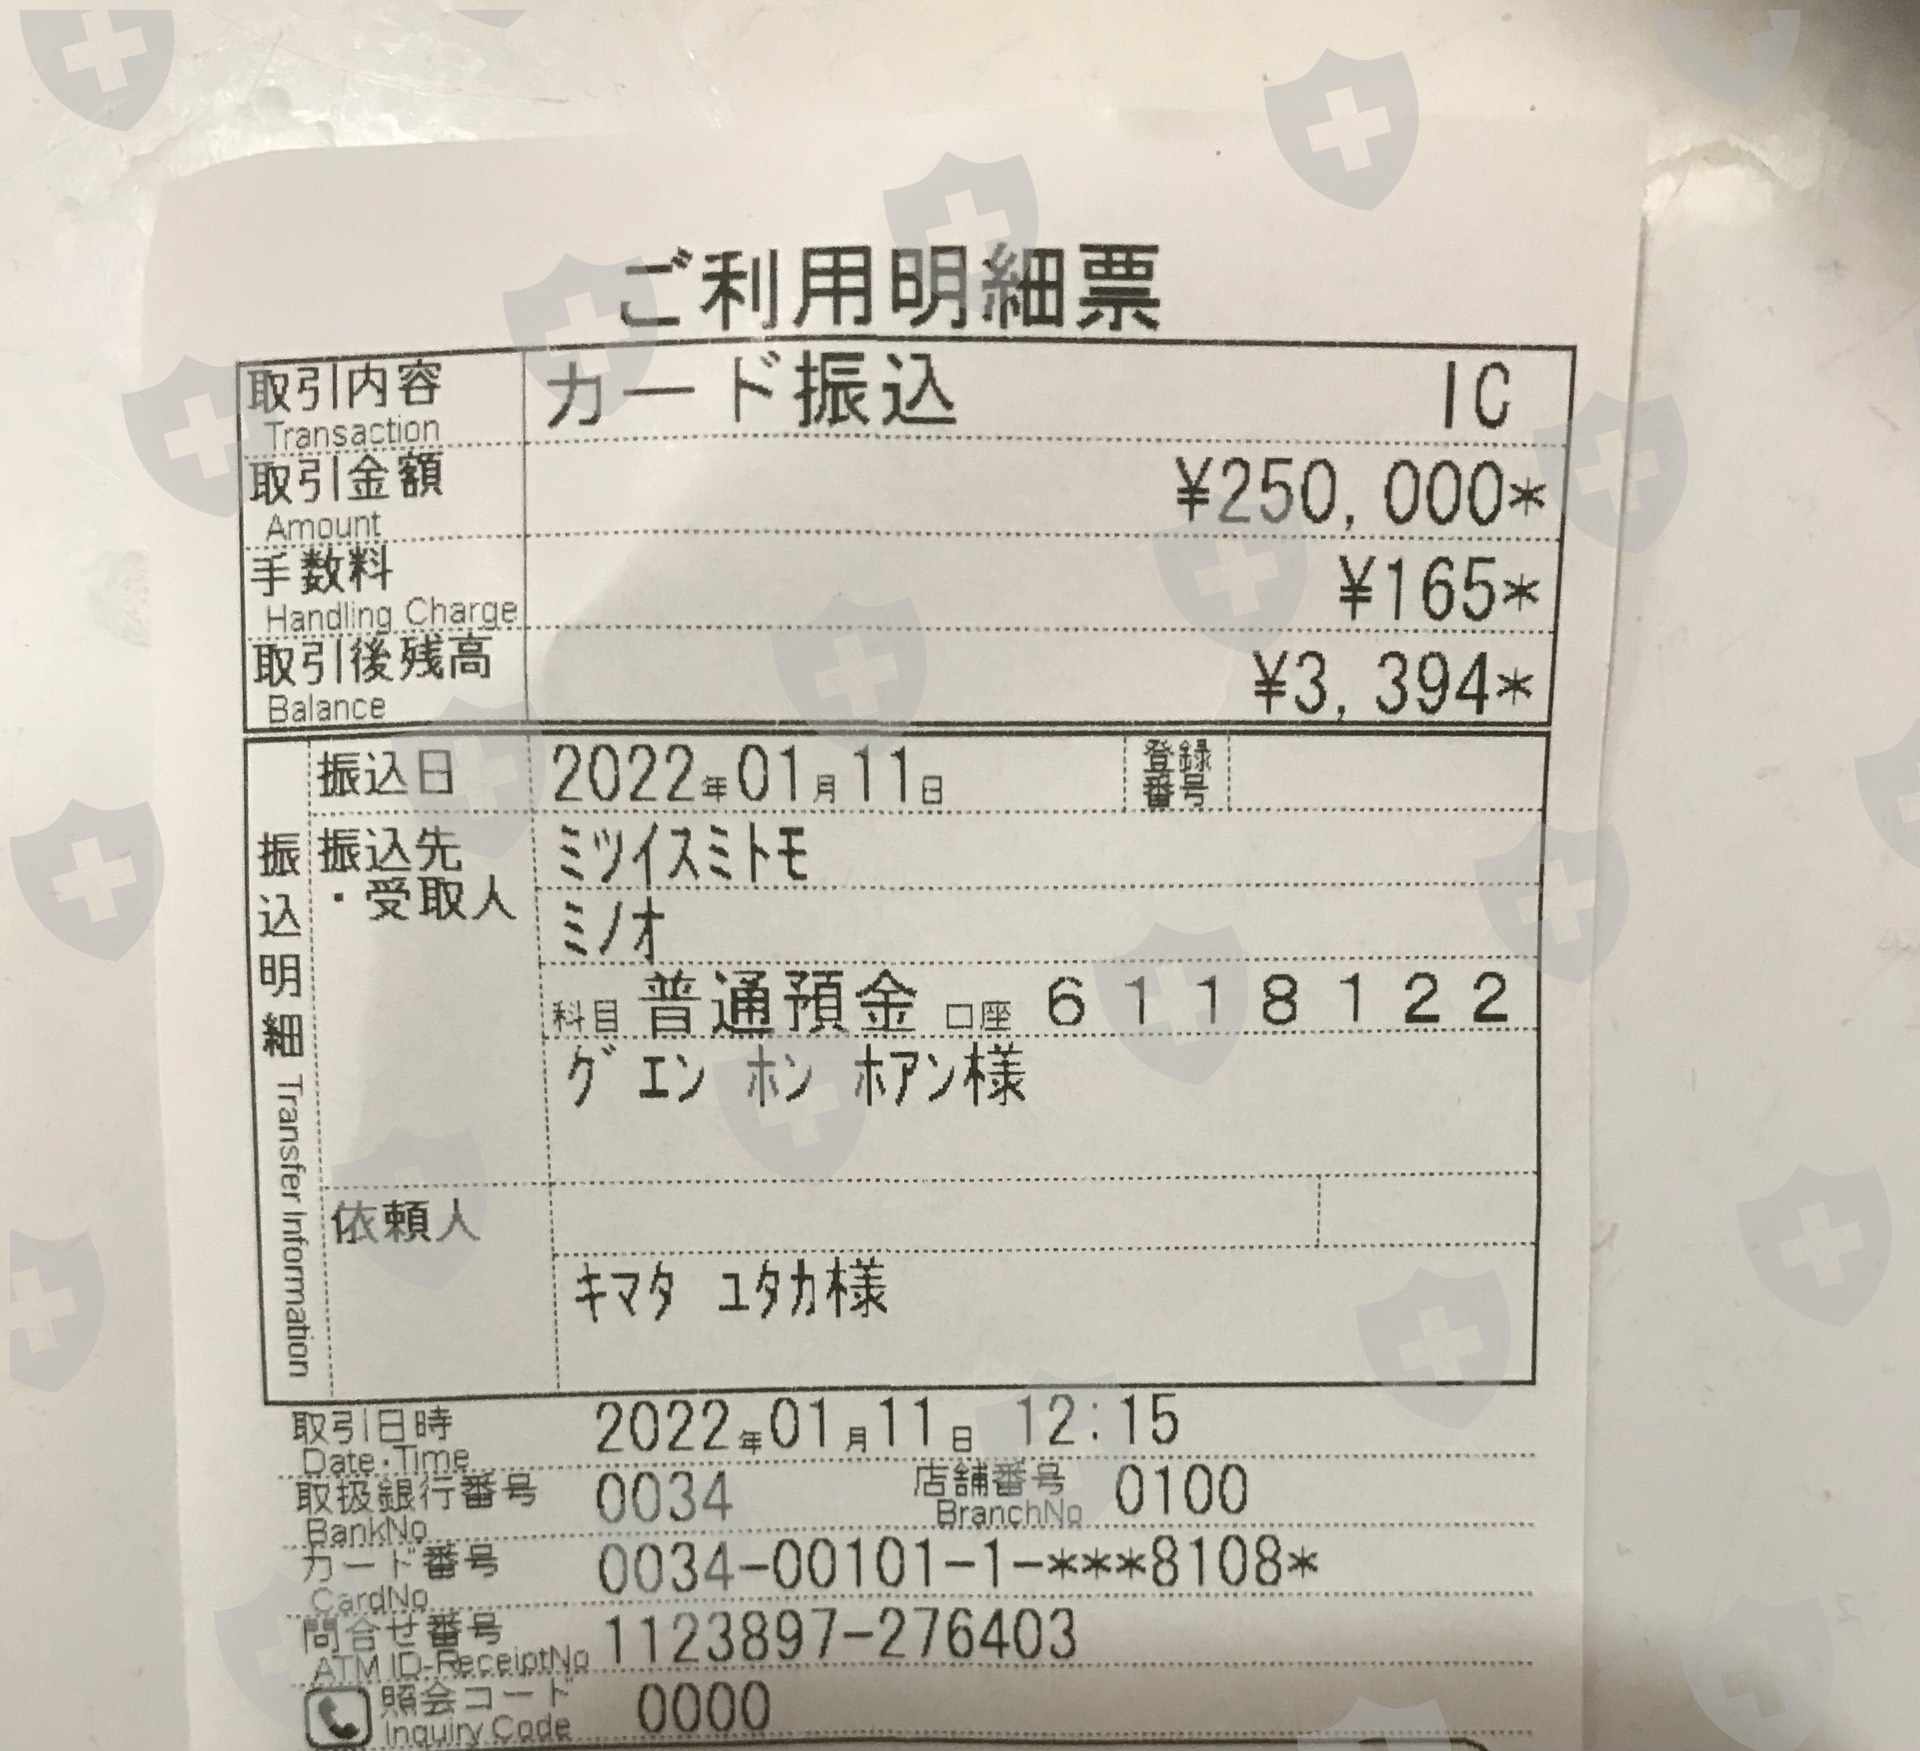 ご利用明細票
取引内容 カード振込 IC
Transaction
取引金額 ¥250,000*
Amount
手数料 ¥165*
Handling Charge
取引後残高 ¥3,394*
Balance
振込明細 Transfer Information
振込日 2022年01月11日 登録番号
振込先 ミツイスミトモ
・受取人
ミノオ
科目 普通預金 口座 6118122
グエン ホン ホアン様
依頼人
キマタ ユタカ様
取引日時 2022年01月11日 12:15
Date・Time
取扱銀行番号 0034 店舗番号 0100
BankNo BranchNo
カード番号 0034-00101-1-***8108*
CardNo
問合せ番号 1123897-276403
ATM ID-ReceiptNo
照会コード 0000
Inquiry Code